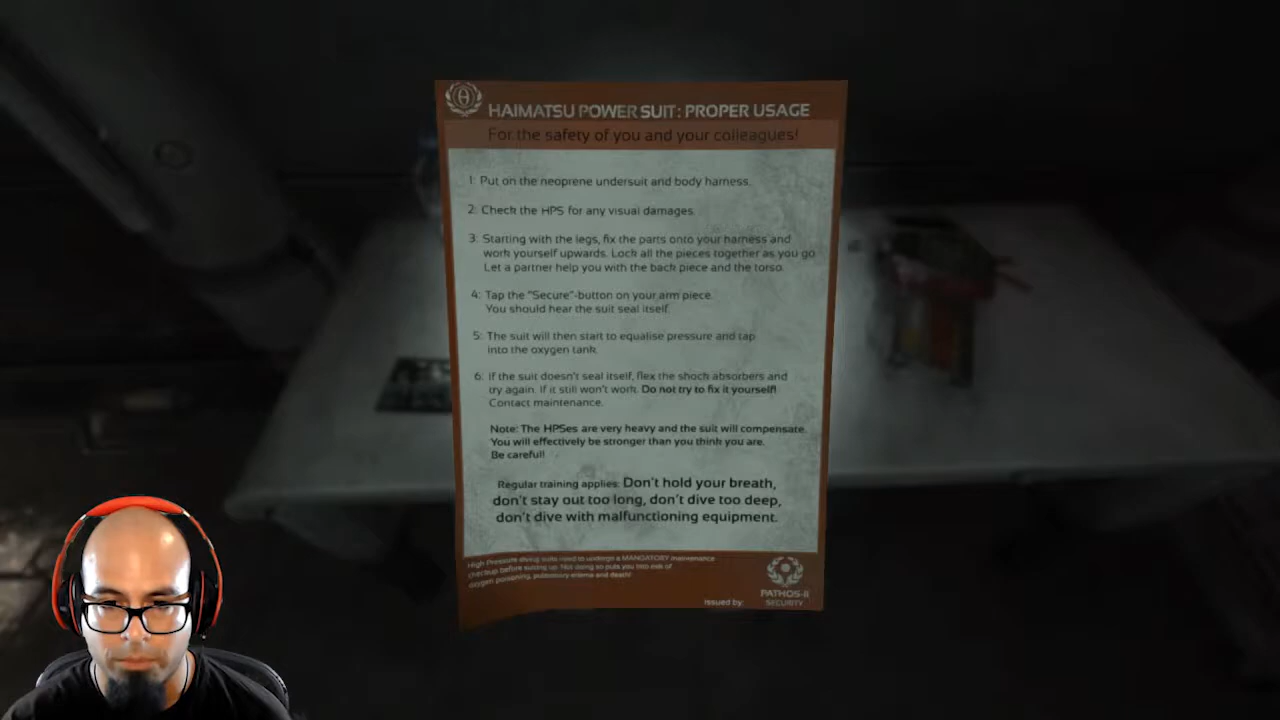 HAIMATSU POWER SUIT: PROPER USAGE
For the safety of you and your colleagues!
1: Put on the neoprene undersuit and body harness.
2: Check the HPS for any visual damages.
3: Starting with the legs, fix the parts onto your harness and
work yourself upwards. Lock all the pieces together as you go
Let a partner help you with the back piece and the torso.
4: Tap the "Secure"-button on your arm piece.
You should hear the suit seal itself.
5: The suit will then start to equalise pressure and tap
into the oxygen tank.
6: If the suit doesn't seal itself, flex the shock absorbers and
try again. If it still won't work. Do not try to fix it yourself!
Contact maintenance.
Note: The HPSes are very heavy and the suit will compensate.
You will effectively be stronger than you think you are.
Be careful!
Regular training applies: Don't hold your breath,
don't stay out too long, don't dive too deep,
don't dive with malfunctioning equipment.
High Pressure diving suits need to undergo a MANDATORY maintenance
checkup before suiting up. Not doing so puts you into risk of
oxygen poisoning, pulmonary edema and death!
Issued by:
PATHOS-II
SECURITY